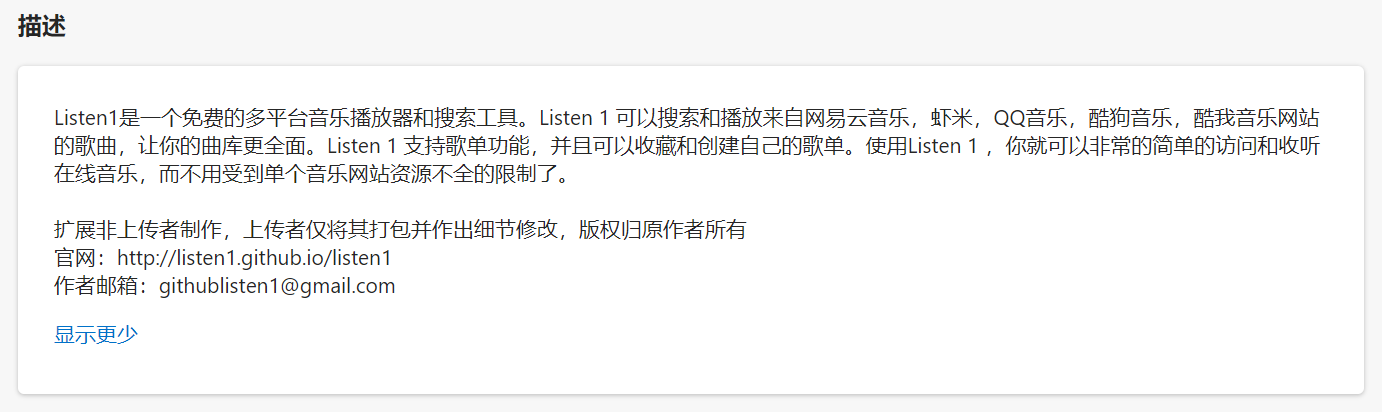 描述
Listen1是一个免费的多平台音乐播放器和搜索工具。Listen 1 可以搜索和播放来自网易云音乐，虾米，QQ音乐，酷狗音乐，酷我音乐网站
的歌曲，让你的曲库更全面。Listen 1 支持歌单功能，并且可以收藏和创建自己的歌单。使用Listen 1 ，你就可以非常的简单的访问和收听
在线音乐，而不用受到单个音乐网站资源不全的限制了。
扩展非上传者制作，上传者仅将其打包并作出细节修改，版权归原作者所有
官网：http://listen1.github.io/listen1
作者邮箱：githublisten1@gmail.com
显示更少